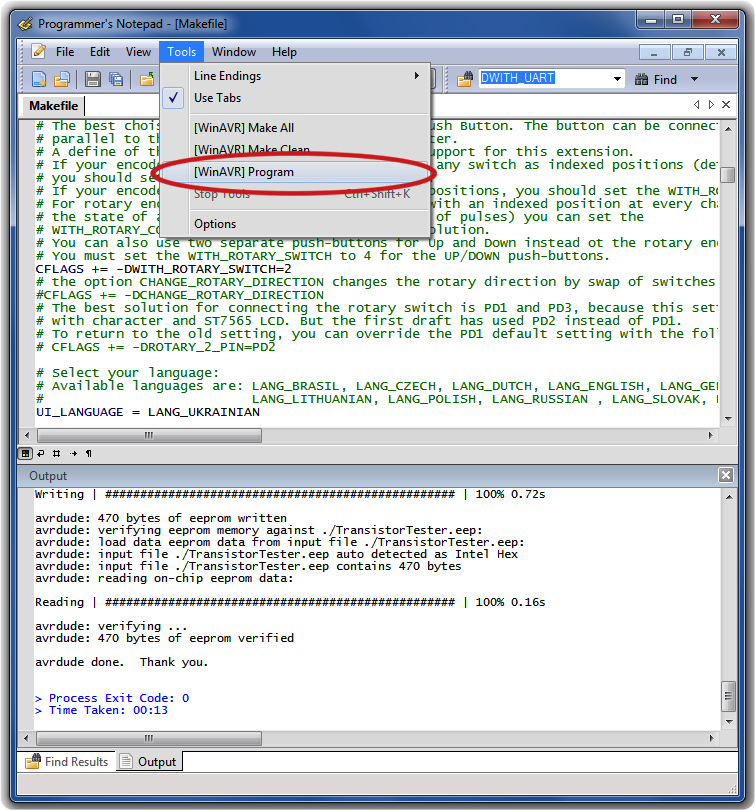 Programmer's Notepad - [Makefile]
File Edit View Tools Window Help
DWITH_UART Find
Line Endings
Use Tabs
[WinAVR] Make All
[WinAVR] Make Clean
[WinAVR] Program
Stop Tools Ctrl+Shift+K
Options
Makefile
# The best chois ush Button. The button can be connec
# parallel to th er.
# A define of th pport for this extension.
# If your encode any switch as indexed positions (de
# you should se
# If your encode positions, you should set the WITH_R
# For rotary en with an indexed position at every cha
# the state of a of pulses) you can set the
# WITH_ROTARY_CO olution.
# You can also use two separate push-buttons for Up and Down instead ot the rotary en
# You must set the WITH_ROTARY_SWITCH to 4 for the UP/DOWN push-buttons.
CFLAGS += -DWITH_ROTARY_SWITCH=2
# the option CHANGE_ROTARY_DIRECTION changes the rotary direction by swap of switches
#CFLAGS += -DCHANGE_ROTARY_DIRECTION
# The best solution for connecting the rotary switch is PD1 and PD3, because this set
# with character and ST7565 LCD. But the first draft has used PD2 instead of PD1.
# To return to the old setting, you can override the PD1 default setting with the fol
# CFLAGS += -DROTARY_2_PIN=PD2
# Select your language:
# Available languages are: LANG_BRASIL, LANG_CZECH, LANG_DUTCH, LANG_ENGLISH, LANG_GE
# LANG_LITHUANIAN, LANG_POLISH, LANG_RUSSIAN , LANG_SLOVAK,
UI_LANGUAGE = LANG_UKRAINIAN
Output
Writing | ################################################## | 100% 0.72s
avrdude: 470 bytes of eeprom written
avrdude: verifying eeprom memory against ./TransistorTester.eep:
avrdude: load data eeprom data from input file ./TransistorTester.eep:
avrdude: input file ./TransistorTester.eep auto detected as Intel Hex
avrdude: input file ./TransistorTester.eep contains 470 bytes
avrdude: reading on-chip eeprom data:
Reading | ################################################## | 100% 0.16s
avrdude: verifying ...
avrdude: 470 bytes of eeprom verified
avrdude done.  Thank you.
> Process Exit Code: 0
> Time Taken: 00:13
Find Results Output